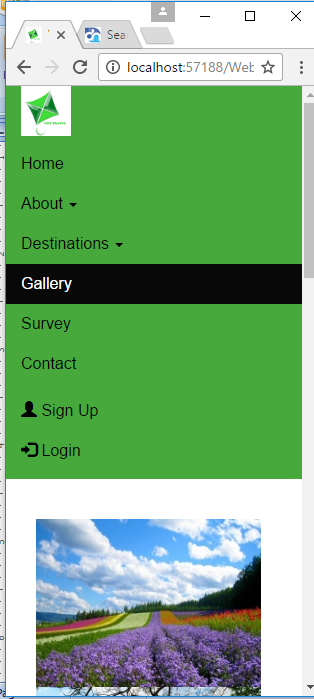 Sea
localhost:57188/Web
Home
About
Destinations
Gallery
Survey
Contact
Sign Up
Login